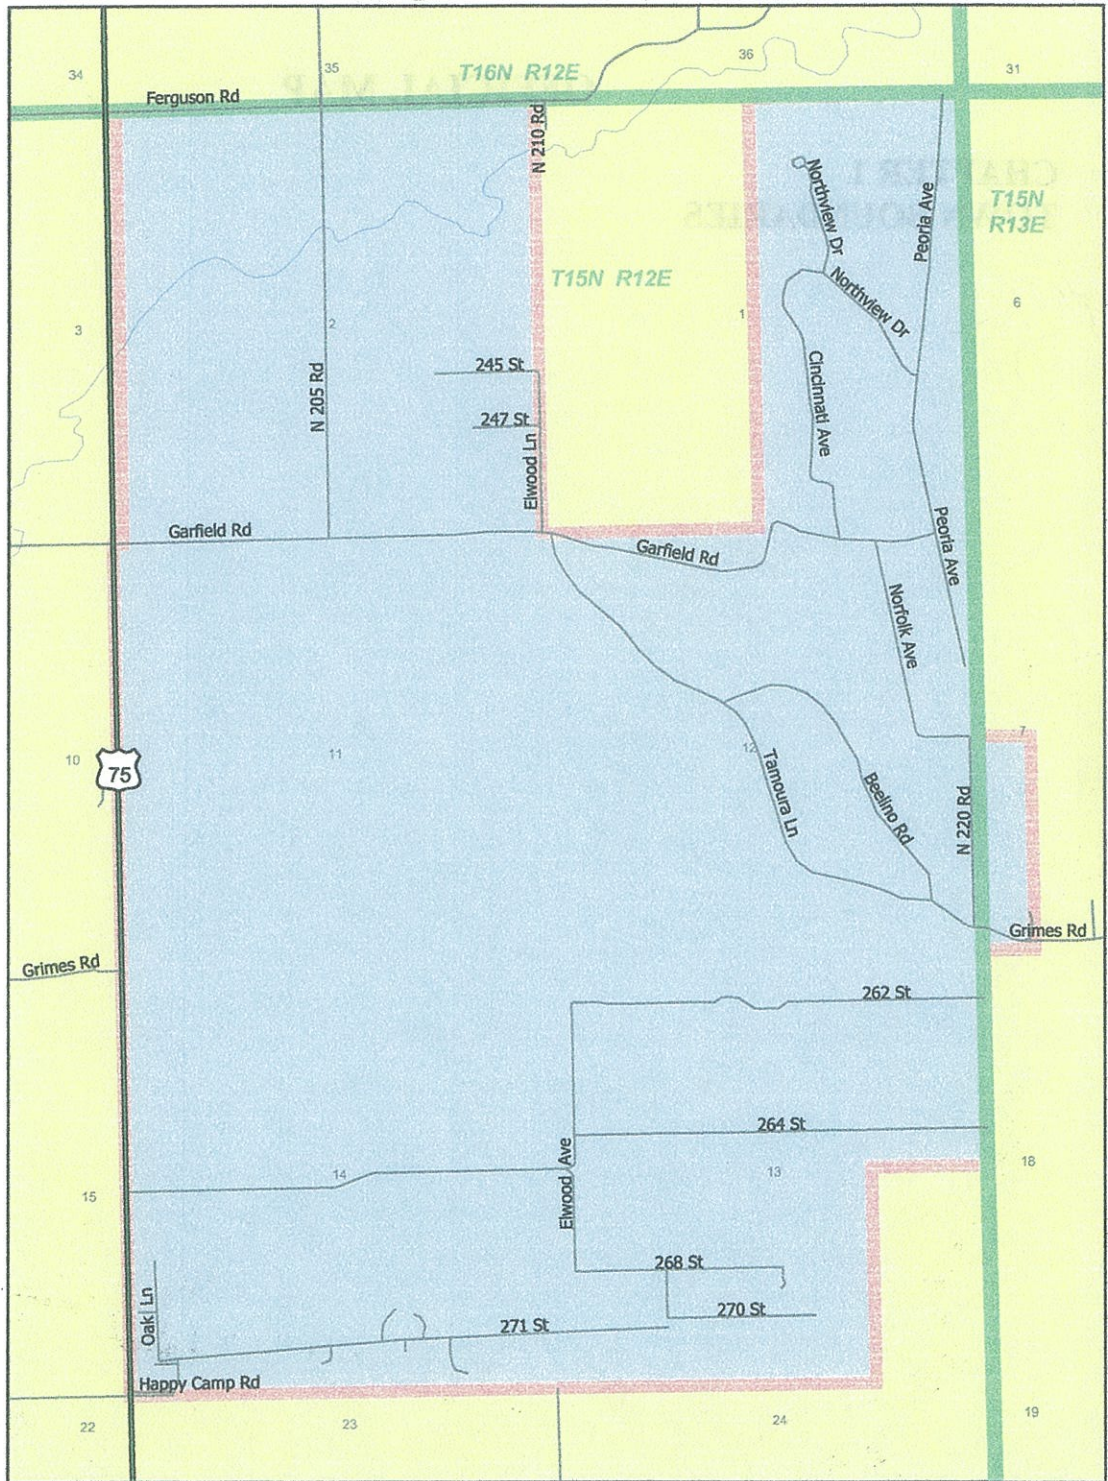 34
35
36
31
T16N R12E
Ferguson Rd
N 210 Rd
Northview Dr
Peoria Ave
T15N
R13E
T15N R12E
Northview Dr
3
2
1
6
245 St
N 205 Rd
Cincinnati Ave
247 St
Elwood Ln
Garfield Rd
Garfield Rd
Peoria Ave
Norfolk Ave
10
75
11
12
7
Tamoura Ln
Beelino Rd
N 220 Rd
Grimes Rd
Grimes Rd
262 St
264 St
15
14
Elwood Ave
13
18
268 St
Oak Ln
270 St
271 St
Happy Camp Rd
22
23
24
19